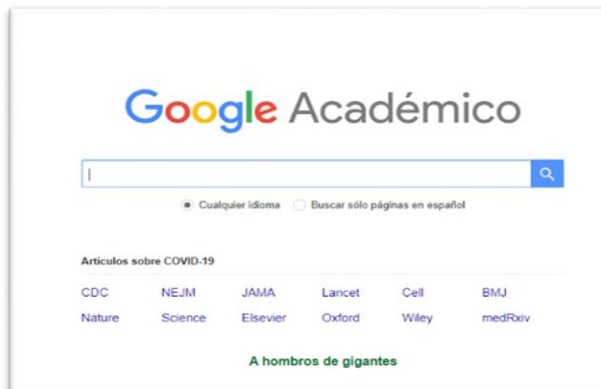 Google Académico
Cualquier idioma Buscar sólo páginas en español
Artículos sobre COVID-19
CDC NEJM JAMA Lancet Cell BMJ
Nature Science Elsevier Oxford Wiley medRxiv
A hombros de gigantes